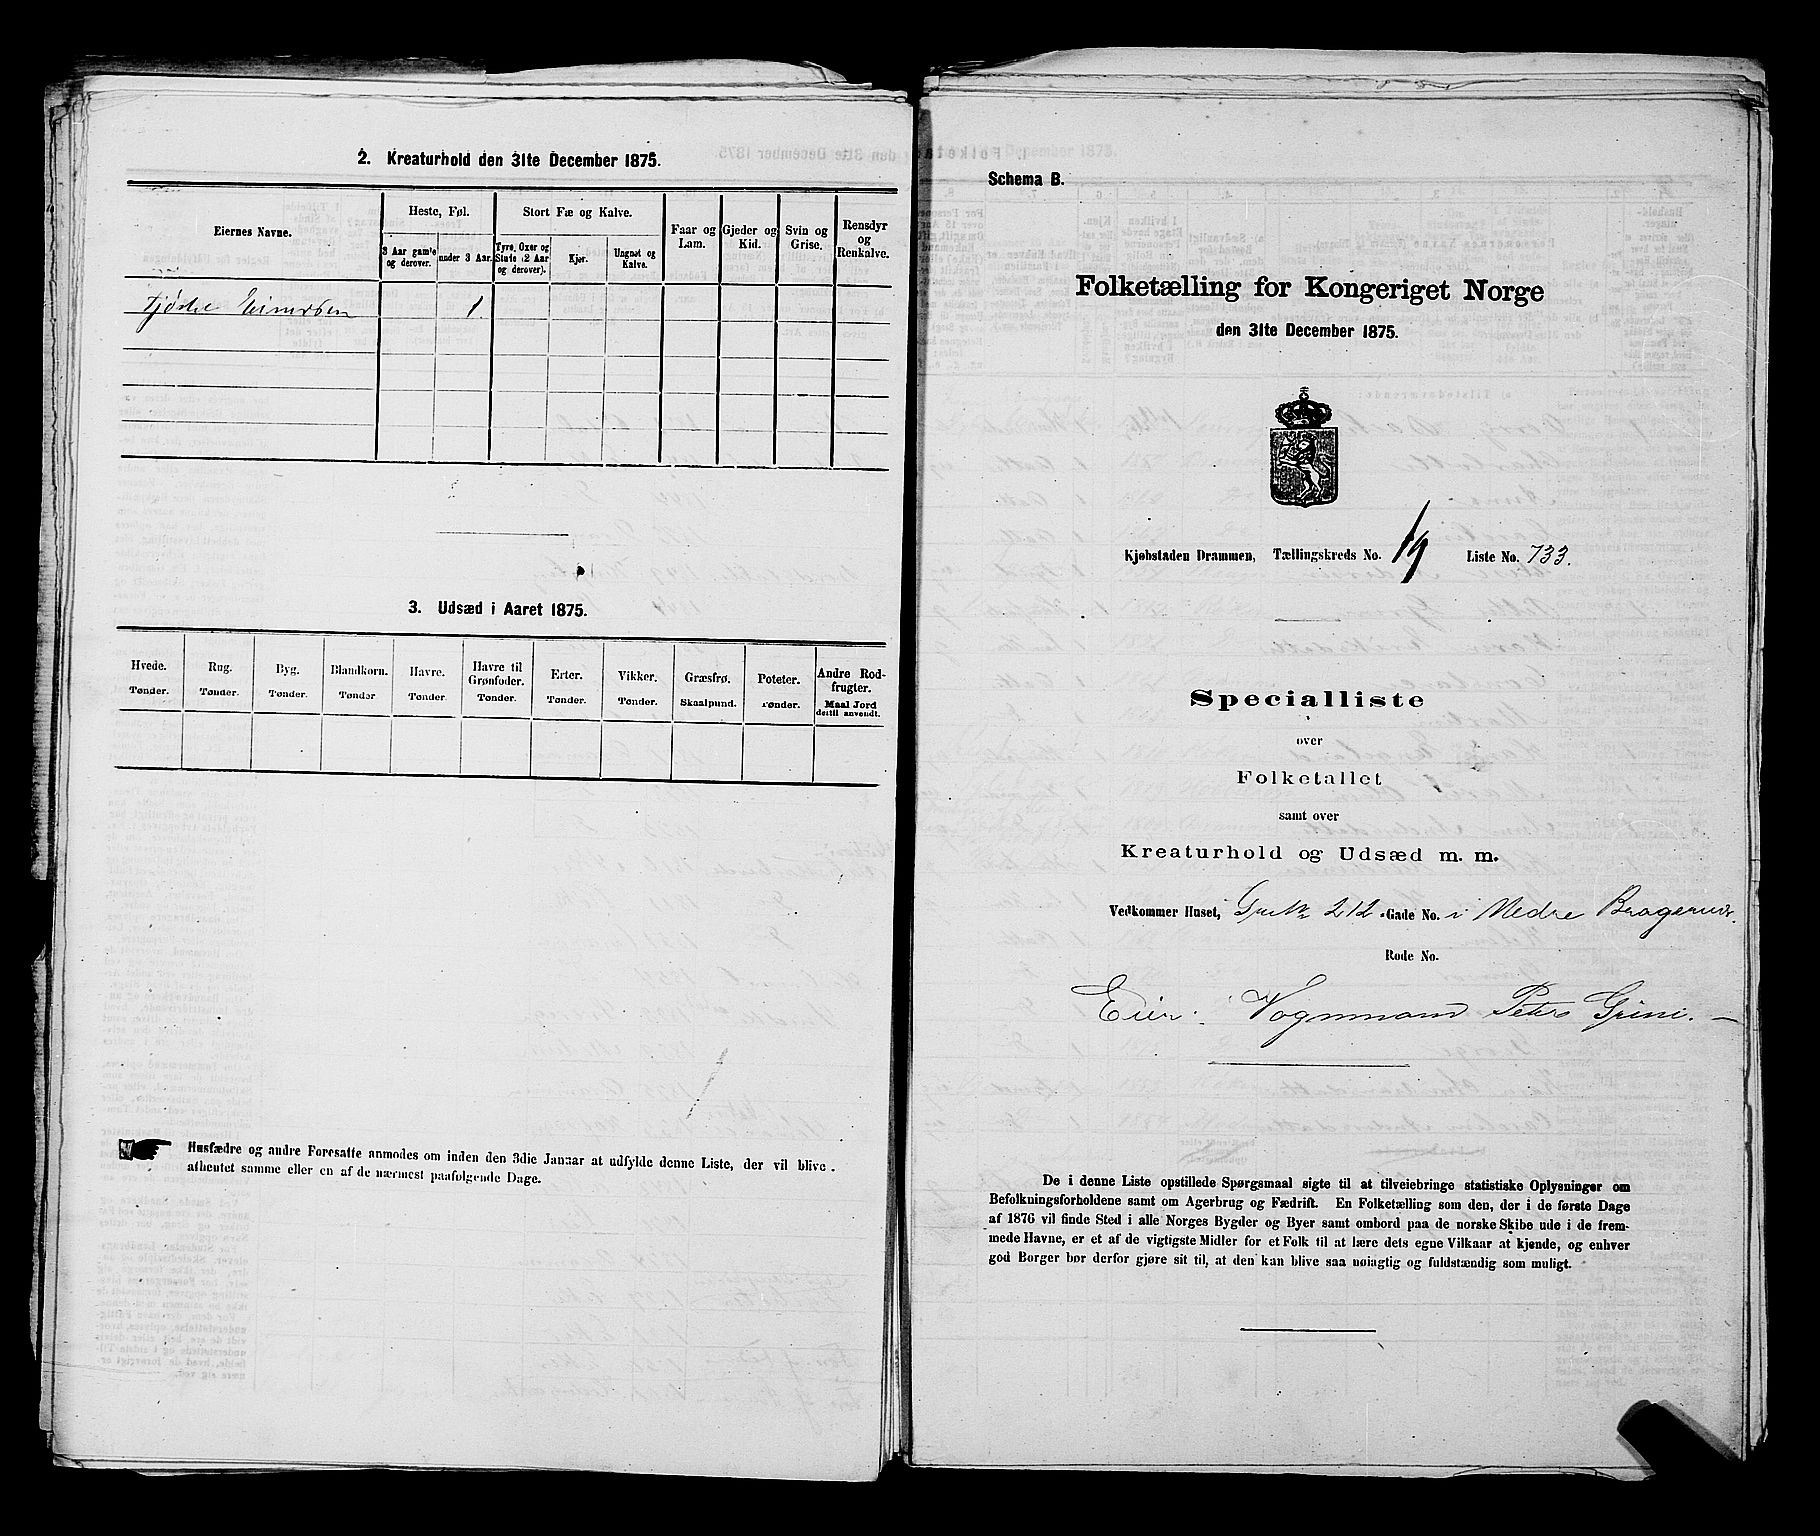 2. Kreaturhold den 31te December 1875.
Eiernes Navne.
Heste, Føl.
3 Aar gamle og derover.
under 3 Aar.
Stort Fæ og Kalve.
Tyre, Oxer og Stude (2 Aar og derover).
Kjør.
Ungnøt og Kalve.
Faar og Lam.
Gjeder og Kid.
Svin og Grise.
Rensdyr og Renkalve.
1
3. Udsæd i Aaret 1875.
Hvede. Tønder.
Rug. Tønder.
Byg. Tønder.
Blandkorn. Tønder
Havre. Tønder.
Havre til Grønfoder. Tønder.
Erter. Tønder.
Vikker. Tønder.
Græsfrø. Skaalpund.
Poteter. Tønder.
Andre Rodfrugter. Maal Jord dertil anvendt.
Husfædre og andre Foresatte anmodes om inden den 3die Januar at udfylde denne Liste, der vil blive
afhentet samme eller en af de nærmest paafølgende Dage.
Schema B.
Folketælling for Kongeriget Norge
den 31te December 1875.
Kjøbstaden Drammen, Tællingskreds No. 19 Liste No. 733.
Specialliste
over
Folketallet
samt over
Kreaturhold og Udsæd m. m.
Vedkommer Huset, 212 Gade No. i Nedre Bragernæs
Rode No.
Eier: Vognmand Peter Grini.
De i denne Liste opstillede Spørgsmaal sigte til at tilveiebringe statistiske Oplysninger om
Befolkningsforholdene samt om Agerbrug og Fædrift. En Folketælling som den, der i de første Dage
af 1876 vil finde Sted i alle Norges Bygder og Byer samt ombord paa de norske Skibe ude i de frem-
mede Havne, er et af de vigtigste Midler for et Folk til at lære dets egne Vilkaar at kjende, og enhver
god Borger bør derfor gjøre sit til, at den kan blive saa nøiagtig og fuldstændig som muligt.